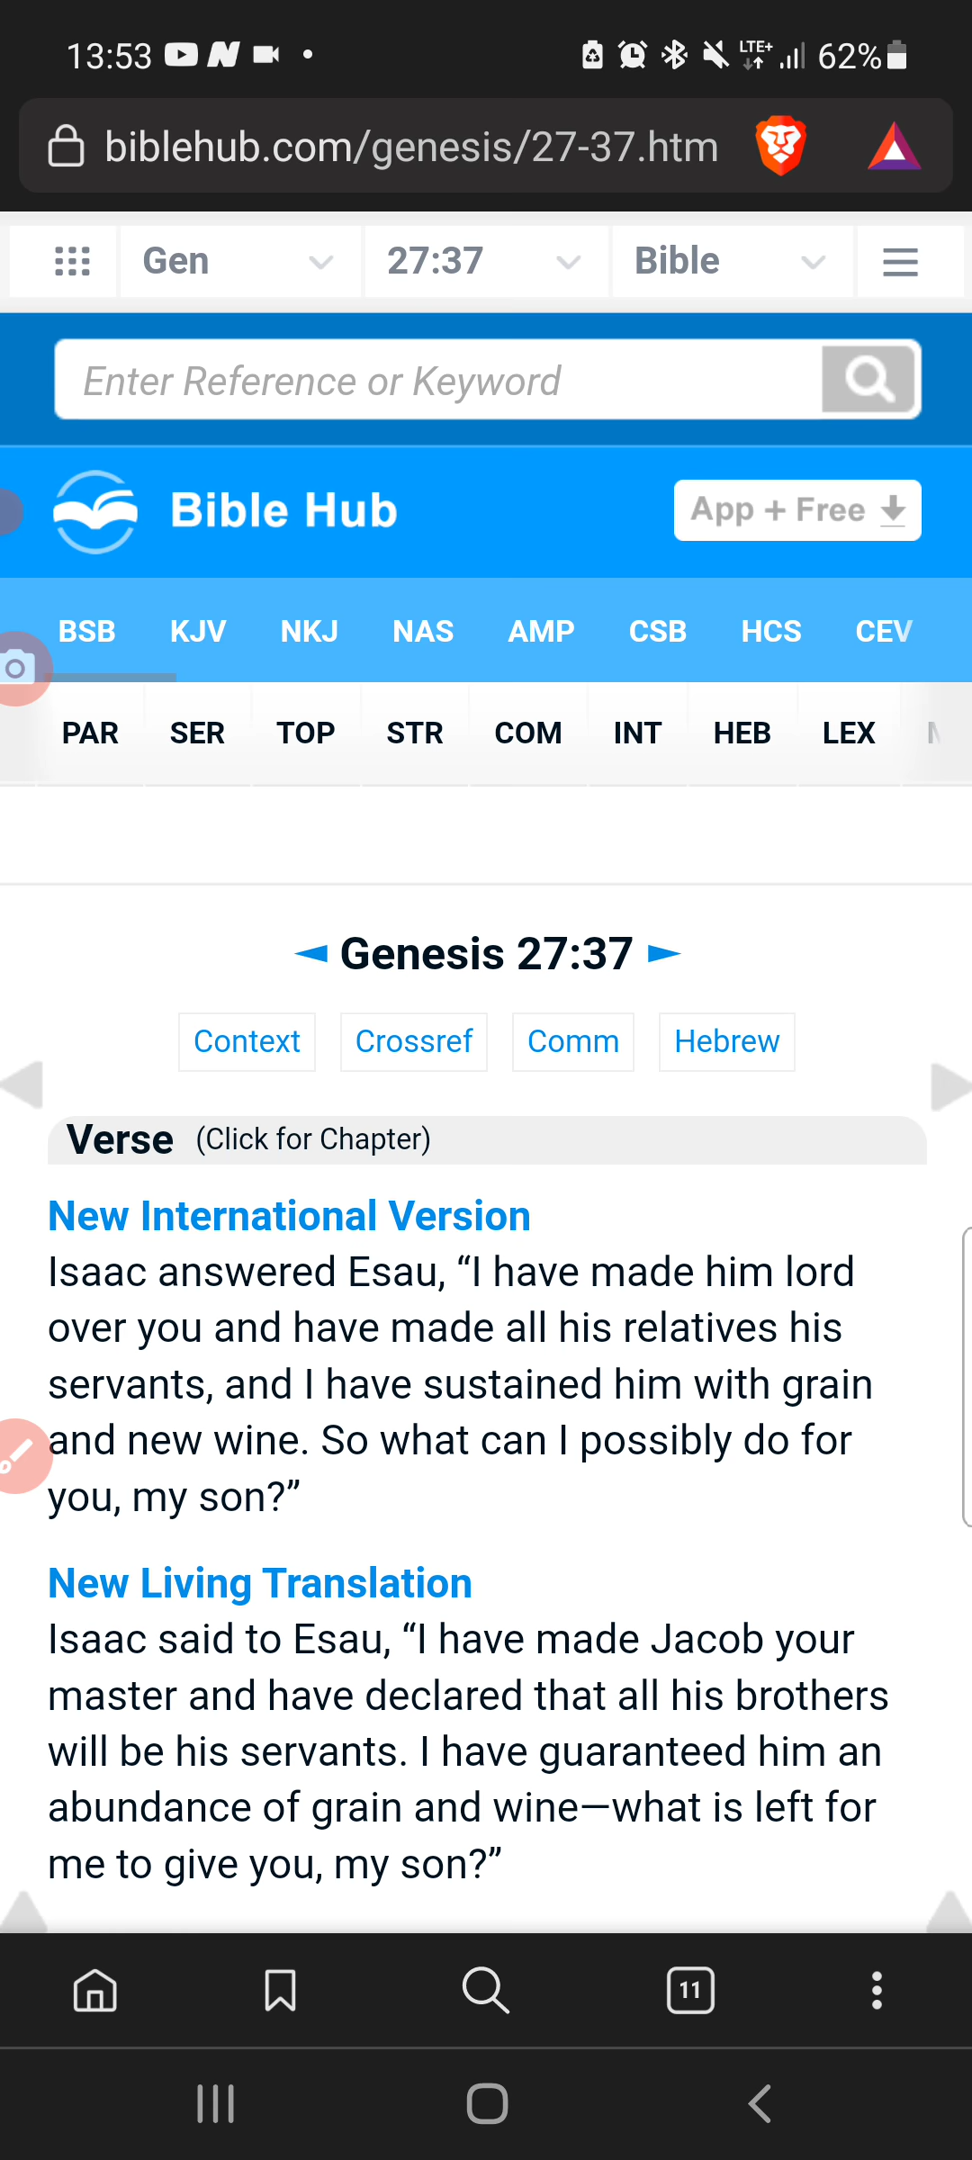 13:53 LTE+ 62%
biblehub.com/genesis/27-37.htm
Gen 27:37 Bible
Enter Reference or Keyword
Bible Hub App + Free
BSB KJV NKJ NAS AMP CSB HCS CEV
PAR SER TOP STR COM INT HEB LEX
◄ Genesis 27:37 ►
Context Crossref Comm Hebrew
Verse (Click for Chapter)
New International Version
Isaac answered Esau, “I have made him lord
over you and have made all his relatives his
servants, and I have sustained him with grain
and new wine. So what can I possibly do for
you, my son?”
New Living Translation
Isaac said to Esau, “I have made Jacob your
master and have declared that all his brothers
will be his servants. I have guaranteed him an
abundance of grain and wine—what is left for
me to give you, my son?”
11